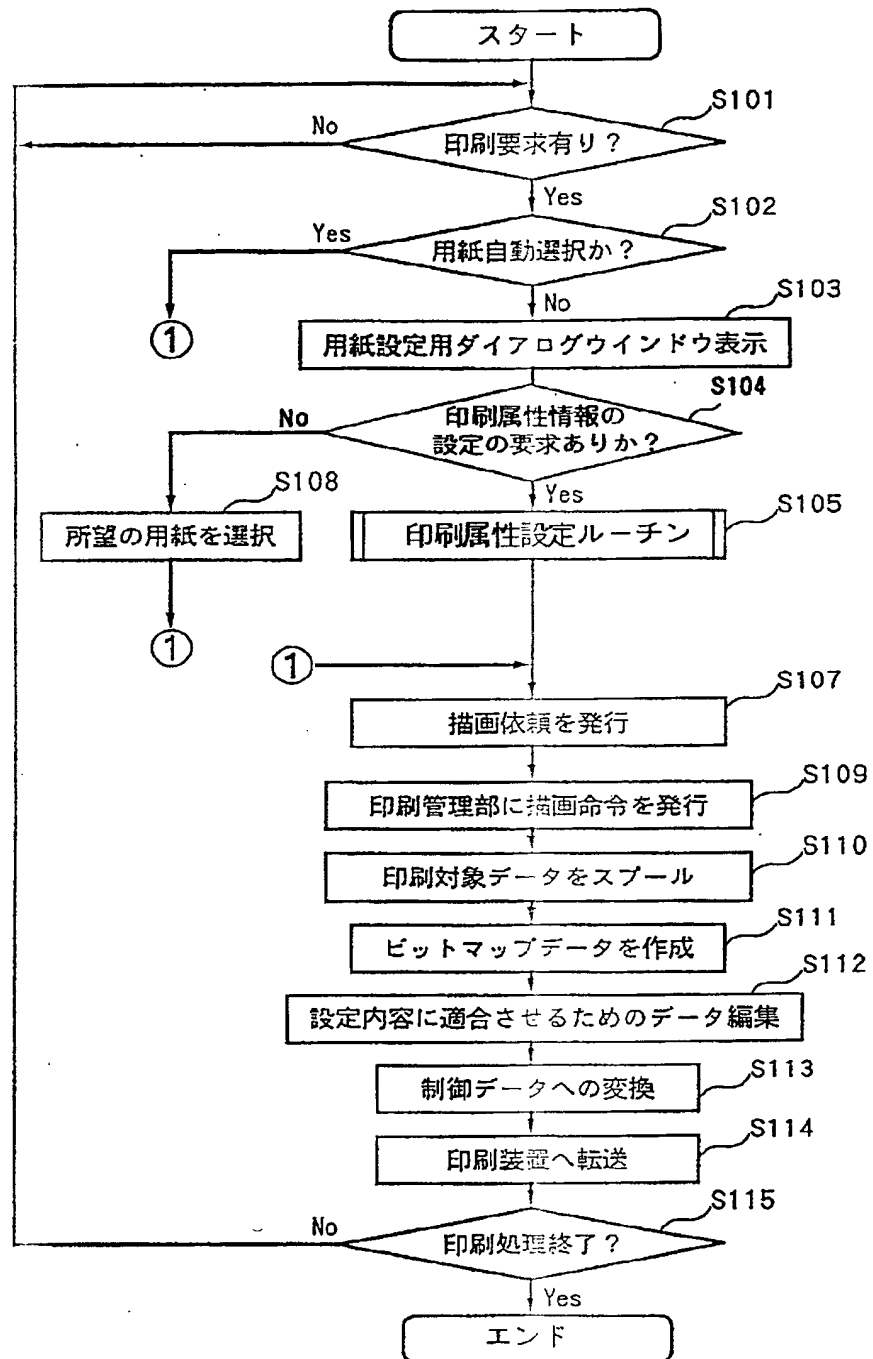 スタート
S101
No
印刷要求有り？
Yes
S102
Yes
用紙自動選択か？
No
S103
①
用紙設定用ダイアログウインドウ表示
S104
No
印刷属性情報の
設定の要求ありか？
S108
Yes
S105
所望の用紙を選択
印刷属性設定ルーチン
①
①
S107
描画依頼を発行
S109
印刷管理部に描画命令を発行
S110
印刷対象データをスプール
S111
ビットマップデータを作成
S112
設定内容に適合させるためのデータ編集
S113
制御データへの変換
S114
印刷装置へ転送
S115
No
印刷処理終了？
Yes
エンド